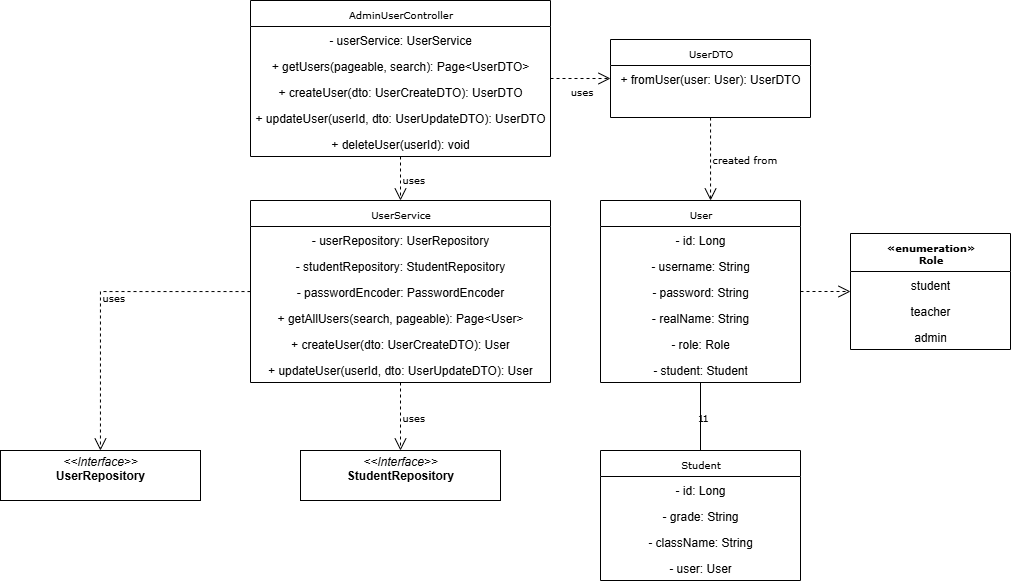 AdminUserController
- userService: UserService
+ getUsers(pageable, search): Page<UserDTO>
+ createUser(dto: UserCreateDTO): UserDTO
+ updateUser(userId, dto: UserUpdateDTO): UserDTO
+ deleteUser(userId): void
uses
UserDTO
+ fromUser(user: User): UserDTO
uses
created from
UserService
- userRepository: UserRepository
- studentRepository: StudentRepository
- passwordEncoder: PasswordEncoder
+ getAllUsers(search, pageable): Page<User>
+ createUser(dto: UserCreateDTO): User
+ updateUser(userId, dto: UserUpdateDTO): User
User
- id: Long
- username: String
- password: String
- realName: String
- role: Role
- student: Student
«enumeration»
Role
student
teacher
admin
uses
uses
11
<<Interface>>
UserRepository
<<Interface>>
StudentRepository
Student
- id: Long
- grade: String
- className: String
- user: User